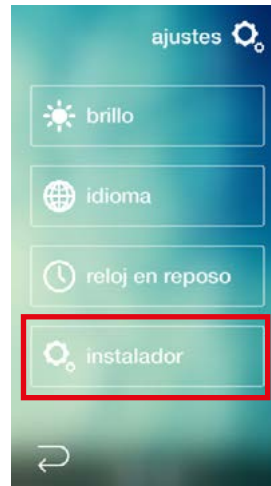 ajustes
brillo
idioma
reloj en reposo
instalador